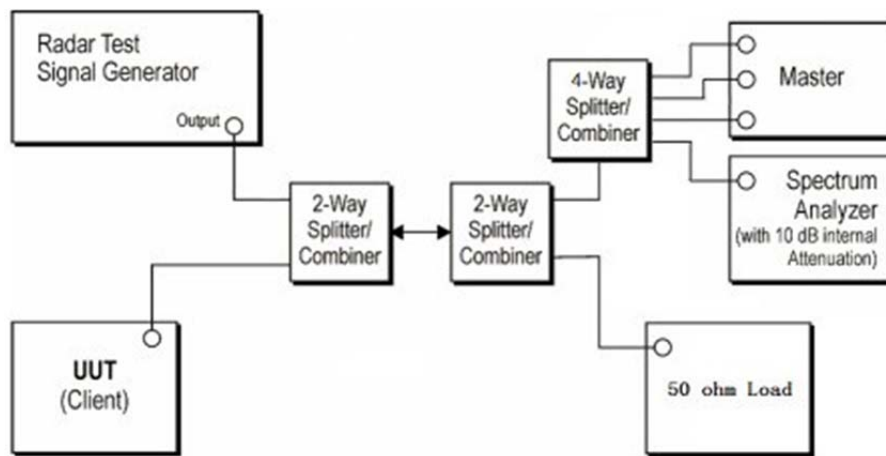 Radar Test
Signal Generator
Output
4-Way
Splitter/
Combiner
Master
2-Way
Splitter/
Combiner
2-Way
Splitter/
Combiner
Spectrum
Analyzer
(with 10 dB internal
Attenuation)
UUT
(Client)
50 ohm Load